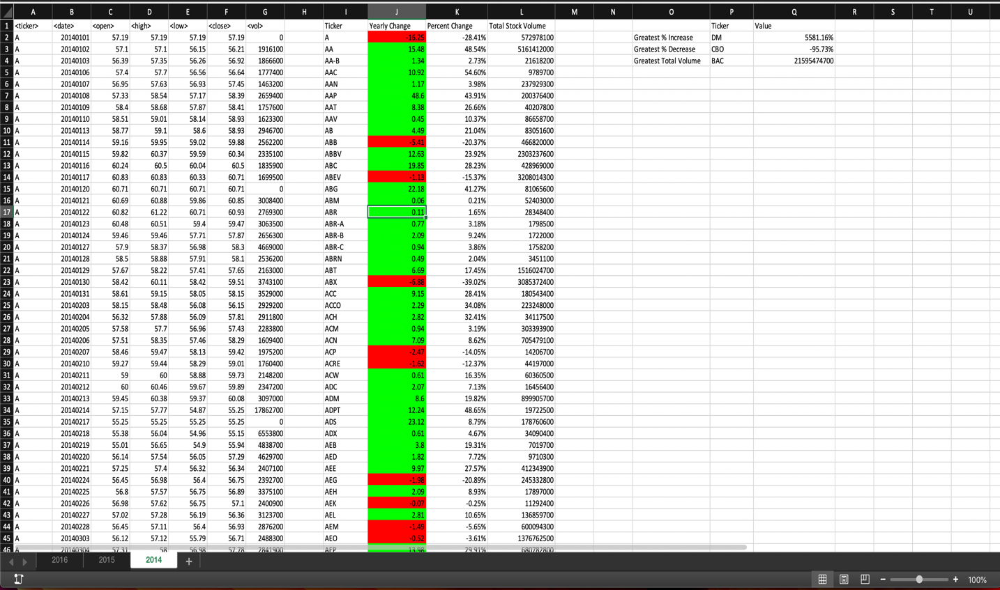 A B C D E F G H I J K L M N O P Q R S T U
1 <ticker> <date> <open> <high> <low> <close> <vol> Ticker Yearly Change Percent Change Total Stock Volume Ticker Value
2 A 20140101 57.19 57.19 57.19 57.19 0 A -16.25 -28.41% 572978100 Greatest % Increase DM 5581.16%
3 A 20140102 57.1 57.1 56.15 56.21 1916100 AA 15.48 48.54% 5161412000 Greatest % Decrease CBO -95.73%
4 A 20140103 56.39 57.35 56.26 56.92 1866600 AA-B 1.34 2.73% 21618200 Greatest Total Volume BAC 21595474700
5 A 20140106 57.4 57.7 56.56 56.64 1777400 AAC 10.92 54.60% 9789700
6 A 20140107 56.95 57.63 56.93 57.45 1463200 AAN 1.17 3.98% 237929300
7 A 20140108 57.33 58.54 57.17 58.39 2659400 AAP 48.6 43.91% 200376400
8 A 20140109 58.4 58.68 57.87 58.41 1757600 AAT 8.38 26.66% 40207800
9 A 20140110 58.51 59.01 58.14 58.93 1623300 AAV 0.45 10.37% 86658700
10 A 20140113 58.77 59.1 58.6 58.93 2946700 AB 4.49 21.04% 83051600
11 A 20140114 59.16 59.95 59.02 59.88 2562200 ABB -5.41 -20.37% 466820000
12 A 20140115 59.82 60.37 59.59 60.34 2335100 ABBV 12.63 23.92% 2303237600
13 A 20140116 60.24 60.5 60.04 60.5 1835900 ABC 19.85 28.23% 428969000
14 A 20140117 60.83 60.83 60.33 60.71 1699500 ABEV -1.13 -15.37% 3208014300
15 A 20140120 60.71 60.71 60.71 60.71 0 ABG 22.18 41.27% 81065600
16 A 20140121 60.69 60.88 59.86 60.85 3008400 ABM 0.06 0.21% 52403000
17 A 20140122 60.82 61.22 60.71 60.93 2769300 ABR 0.11 1.65% 28348400
18 A 20140123 60.48 60.51 59.4 59.47 3063500 ABR-A 0.77 3.18% 1798500
19 A 20140124 59.46 59.46 57.71 57.87 2656300 ABR-B 2.09 9.24% 1722000
20 A 20140127 57.9 58.37 56.98 58.3 4669000 ABR-C 0.94 3.86% 1758200
21 A 20140128 58.5 58.88 57.91 58.1 2536200 ABRN 0.49 2.04% 3451100
22 A 20140129 57.67 58.22 57.41 57.65 2163000 ABT 6.69 17.45% 1516024700
23 A 20140130 58.42 60.11 58.42 59.51 3743100 ABX -6.88 -39.02% 3085372400
24 A 20140131 58.61 59.15 58.05 58.15 3529000 ACC 9.15 28.41% 180543400
25 A 20140203 58.15 58.48 56.08 56.15 2929200 ACCO 2.29 34.08% 223248000
26 A 20140204 56.32 57.88 56.09 57.81 2911800 ACH 2.82 32.41% 34117500
27 A 20140205 57.58 57.7 56.96 57.43 2283800 ACM 0.94 3.19% 303393900
28 A 20140206 57.51 58.35 57.46 58.29 1609400 ACN 7.09 8.62% 705479100
29 A 20140207 58.46 59.47 58.13 59.42 1975200 ACP -2.47 -14.05% 14206700
30 A 20140210 59.27 59.44 58.29 59.01 1760400 ACRE -1.62 -12.37% 44197000
31 A 20140211 59 60 58.88 59.73 2148200 ACW 0.61 16.35% 60360500
32 A 20140212 60 60.46 59.67 59.89 2347200 ADC 2.07 7.13% 16456400
33 A 20140213 59.45 60.38 59.37 60.08 3097000 ADM 8.6 19.82% 899905700
34 A 20140214 57.15 57.77 54.87 55.25 17862700 ADPT 12.24 48.65% 19722500
35 A 20140217 55.25 55.25 55.25 55.25 0 ADS 23.12 8.79% 178760600
36 A 20140218 55.38 56.04 54.96 55.15 6553800 ADX 0.61 4.67% 34090400
37 A 20140219 55.01 56.65 54.9 55.94 4838700 AEB 3.8 19.31% 7019700
38 A 20140220 56.14 57.54 56.05 57.29 4629700 AED 1.82 7.72% 9710300
39 A 20140221 57.25 57.4 56.32 56.34 2407100 AEE 9.97 27.57% 412343900
40 A 20140224 56.45 56.98 56.4 56.75 2392700 AEG -1.98 -20.89% 245332800
41 A 20140225 56.8 57.57 56.75 56.89 3375100 AEH 2.09 8.93% 17897000
42 A 20140226 56.98 57.62 56.75 57.1 2400900 AEK -0.07 -0.25% 11292400
43 A 20140227 57.02 57.28 56.19 56.36 3123700 AEL 2.81 10.65% 136859700
44 A 20140228 56.45 57.11 56.4 56.93 2876200 AEM -1.49 -5.65% 600094300
45 A 20140303 56.12 57.12 55.79 56.71 2488300 AEO -0.52 -3.61% 1376762500
46 A 20140304 57.31 58 56.98 57.78 2841900 AEP 13.98 29.91% 680782800
2016 2015 2014 +
− + 100%